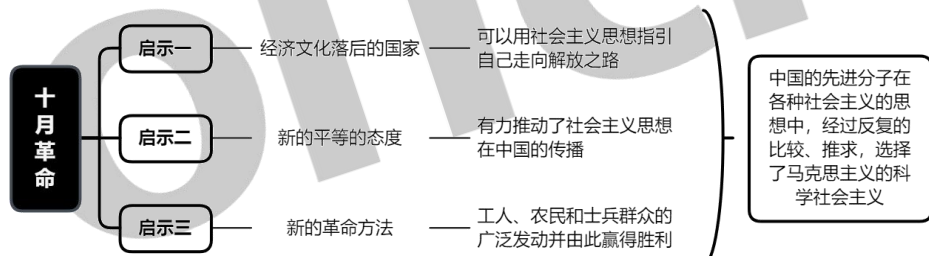 十月革命
启示一
经济文化落后的国家
可以用社会主义思想指引
自己走向解放之路
启示二
新的平等的态度
有力推动了社会主义思想
在中国的传播
启示三
新的革命方法
工人、农民和士兵群众的
广泛发动并由此赢得胜利
中国的先进分子在
各种社会主义的思
想中，经过反复的
比较、推求，选择
了马克思主义的科
学社会主义